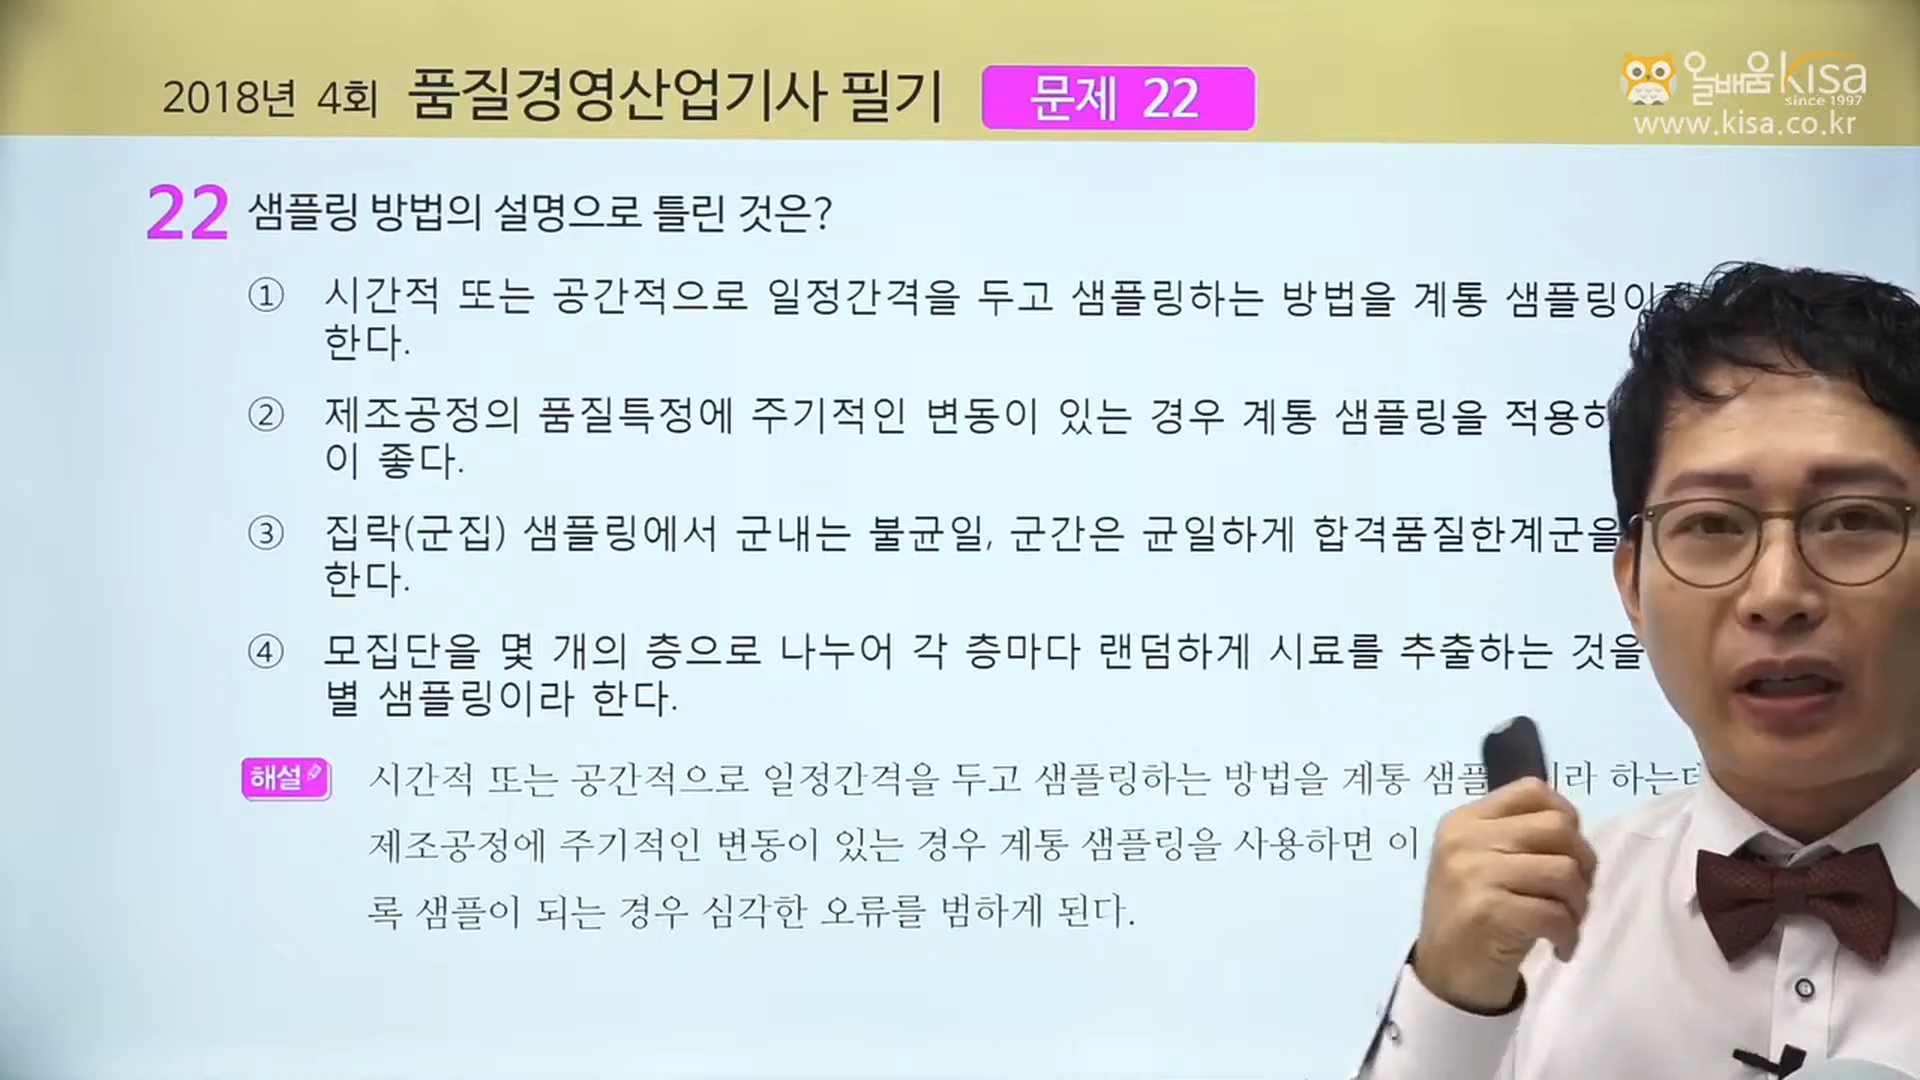 2018년 4회 품질경영산업기사 필기 문제 22
올배움 kisa
since 1997
www.kisa.co.kr
22 샘플링 방법의 설명으로 틀린 것은?
① 시간적 또는 공간적으로 일정간격을 두고 샘플링하는 방법을 계통 샘플링이
한다.
② 제조공정의 품질특정에 주기적인 변동이 있는 경우 계통 샘플링을
이 좋다.
③ 집락(군집) 샘플링에서 군내는 불균일, 군간은 균일하게 합격품질한계군을
한다.
④ 모집단을 몇 개의 층으로 나누어 각 층마다 랜덤하게 시료를 추출하는 것을
별 샘플링이라 한다.
해설 시간적 또는 공간적으로 일정간격을 두고 샘플링하는 방법을 계통 하는데
제조공정에 주기적인 변동이 있는 경우 계통 샘플링을 사용하면 이
록 샘플이 되는 경우 심각한 오류를 범하게 된다.